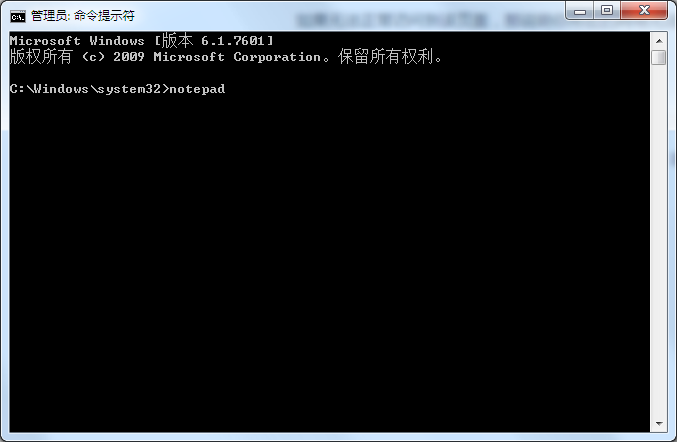 管理员: 命令提示符
Microsoft Windows [版本 6.1.7601]
版权所有 (c) 2009 Microsoft Corporation。保留所有权利。
C:\Windows\system32>notepad